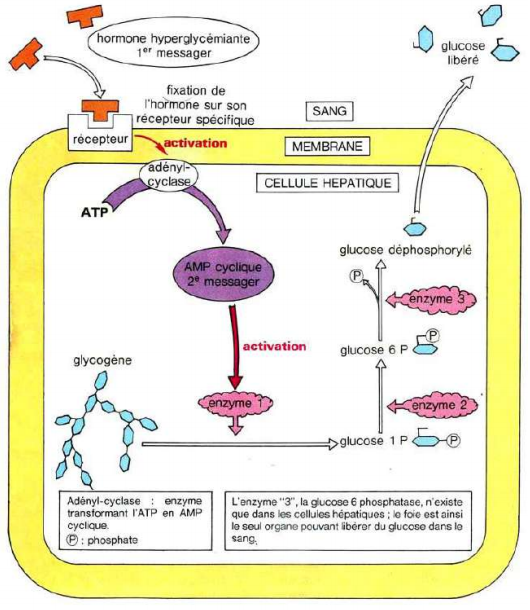 hormone hyperglycémiante
1er messager
glucose
libéré
fixation de
l'hormone sur son
récepteur spécifique
SANG
récepteur
activation
MEMBRANE
adényl-
cyclase
CELLULE HEPATIQUE
ATP
glucose déphosphorylé
AMP cyclique
2e messager
P
enzyme 3
activation
P
glucose 6 P
glycogène
enzyme 1
enzyme 2
glucose 1 P
P
Adényl-cyclase : enzyme
transformant l'ATP en AMP
cyclique.
P : phosphate
L'enzyme "3", la glucose 6 phosphatase, n'existe
que dans les cellules hépatiques ; le foie est ainsi
le seul organe pouvant libérer du glucose dans le
sang.